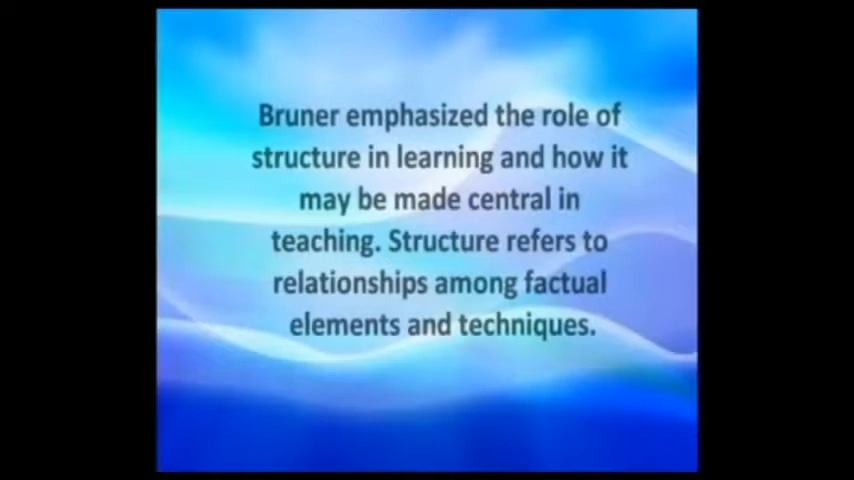 Bruner emphasized the role of
structure in learning and how it
may be made central in
teaching. Structure refers to
relationships among factual
elements and techniques.